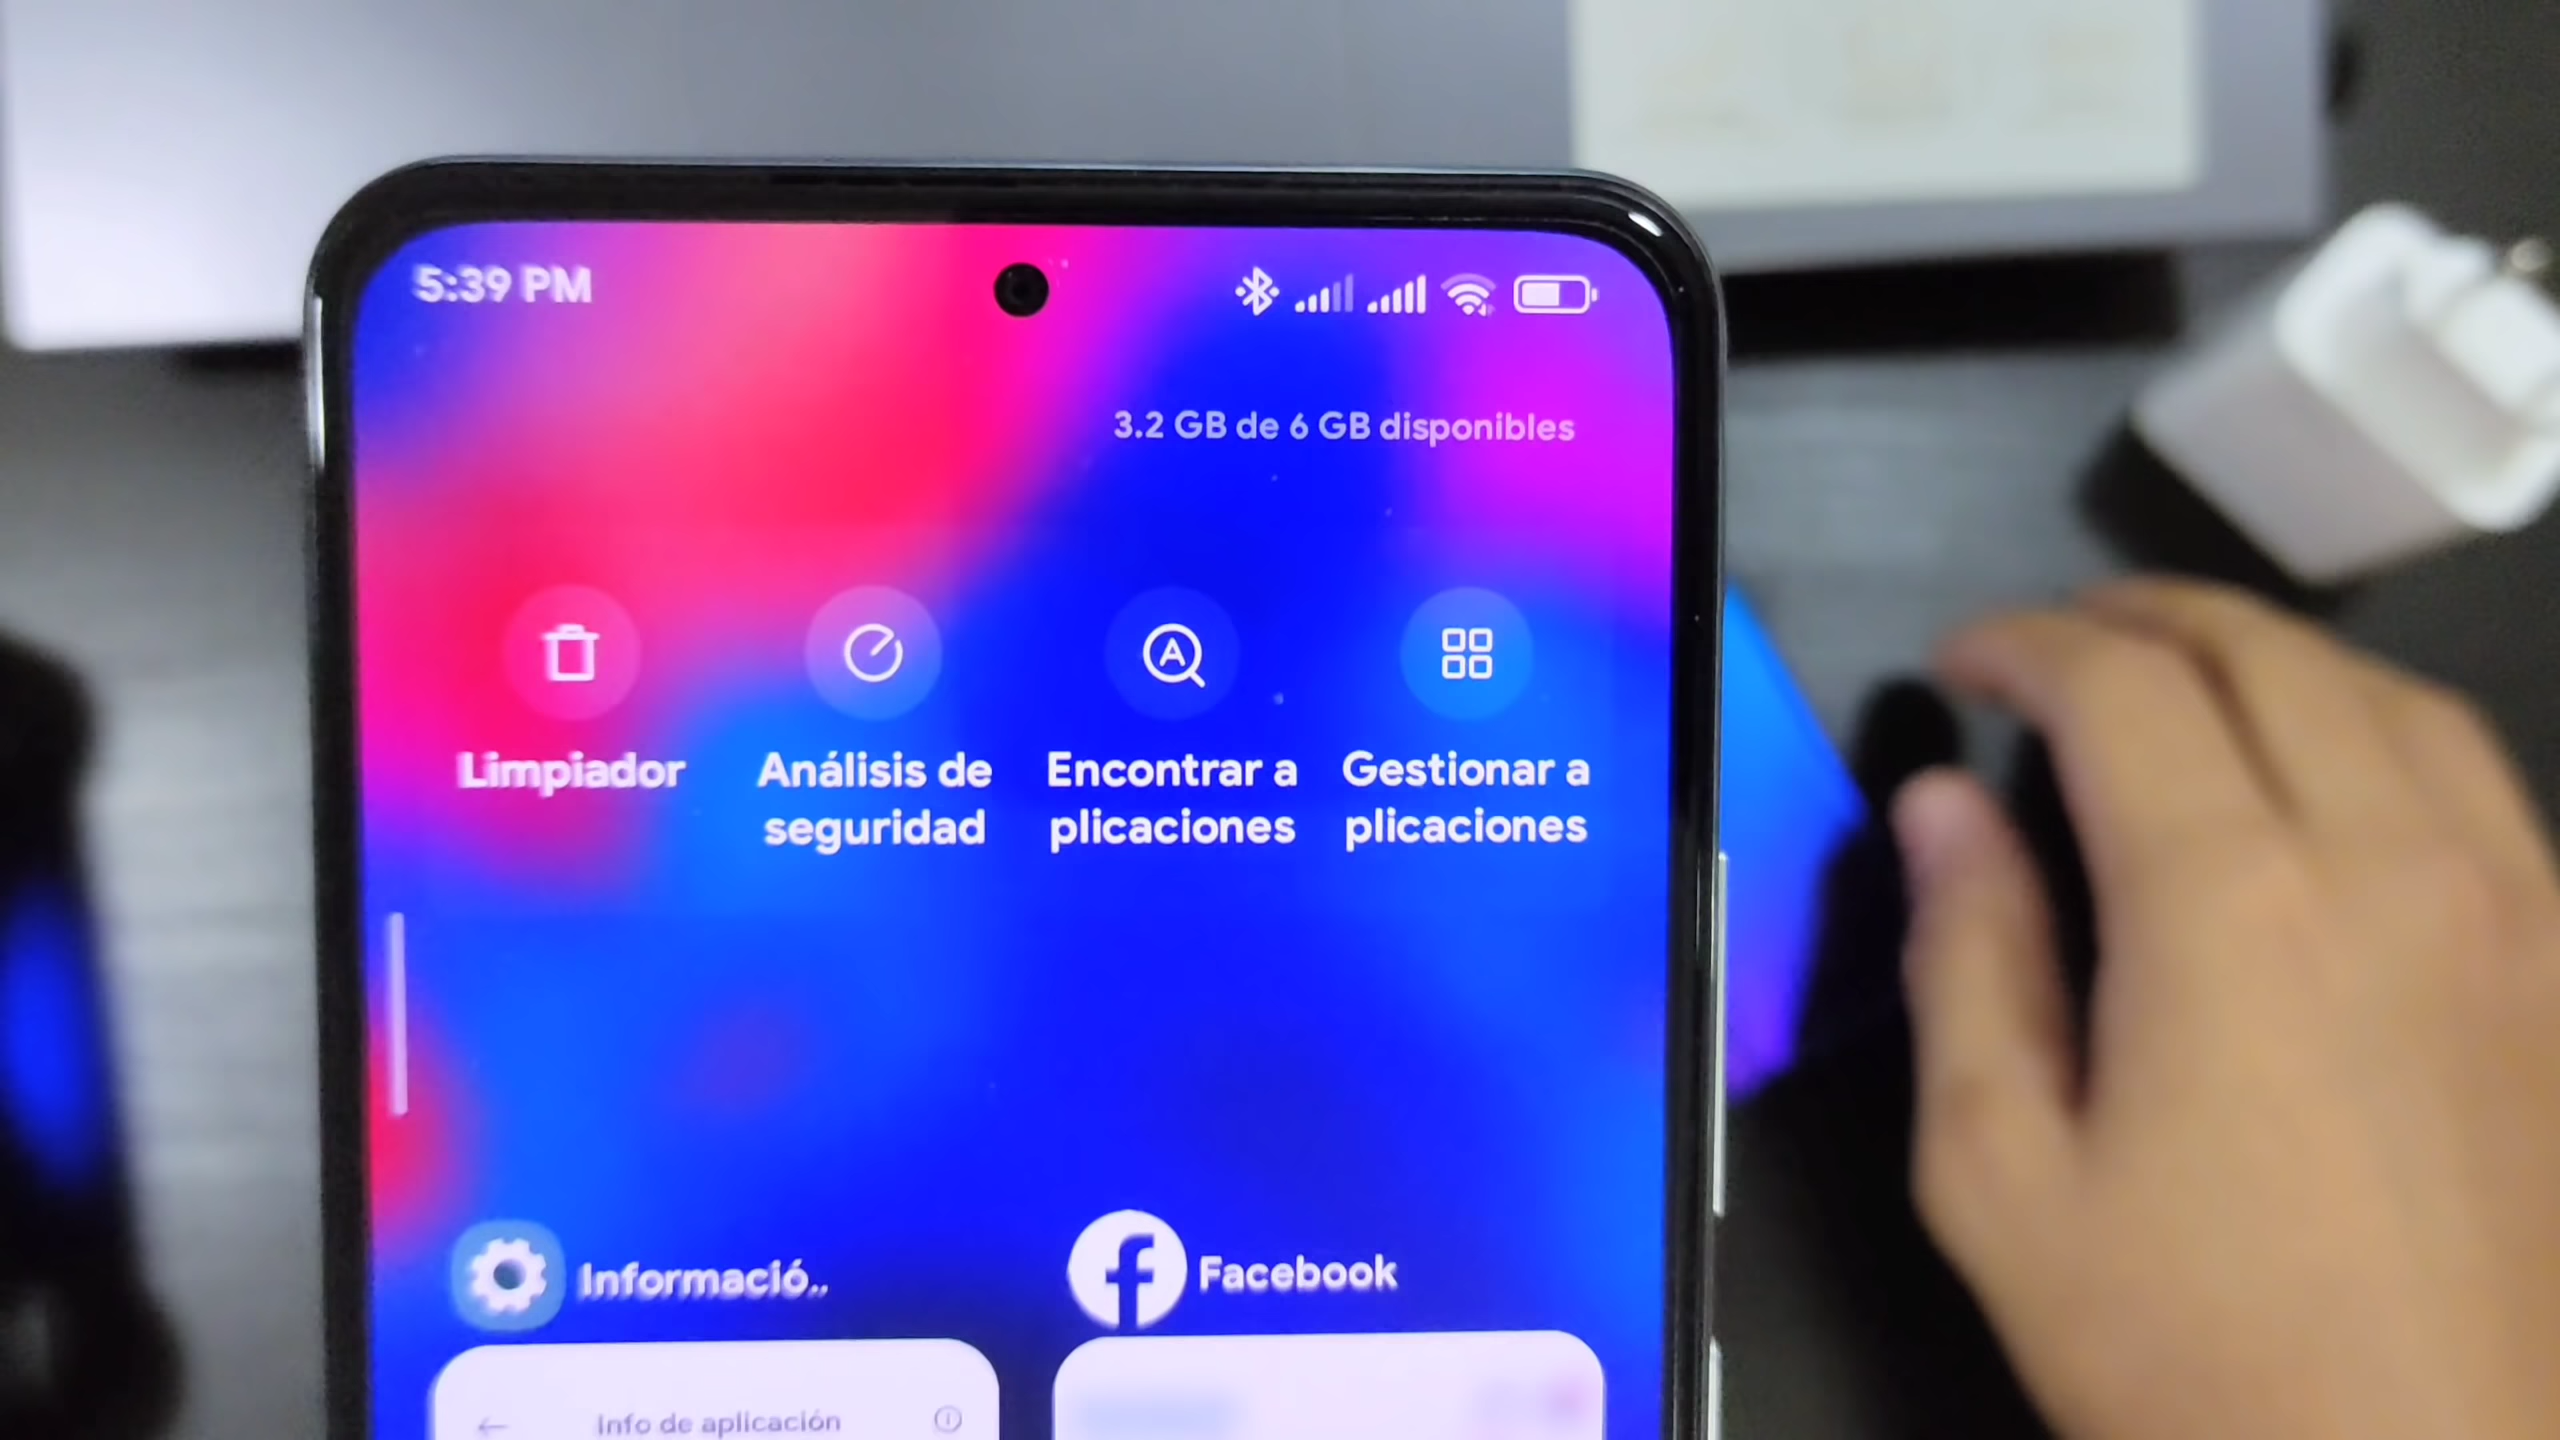 5:39 PM
3.2 GB de 6 GB disponibles
Limpiador
Análisis de
seguridad
Encontrar a
plicaciones
Gestionar a
plicaciones
Informació..
Facebook
Info de aplicación